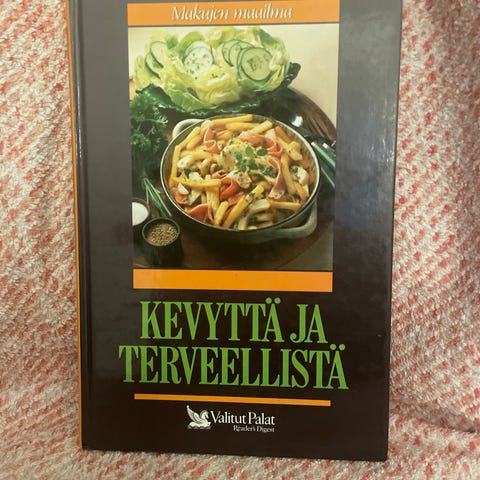 Makujen maailma
KEVYTTÄ JA
TERVEELLISTÄ
Valitut Palat
Reader's Digest